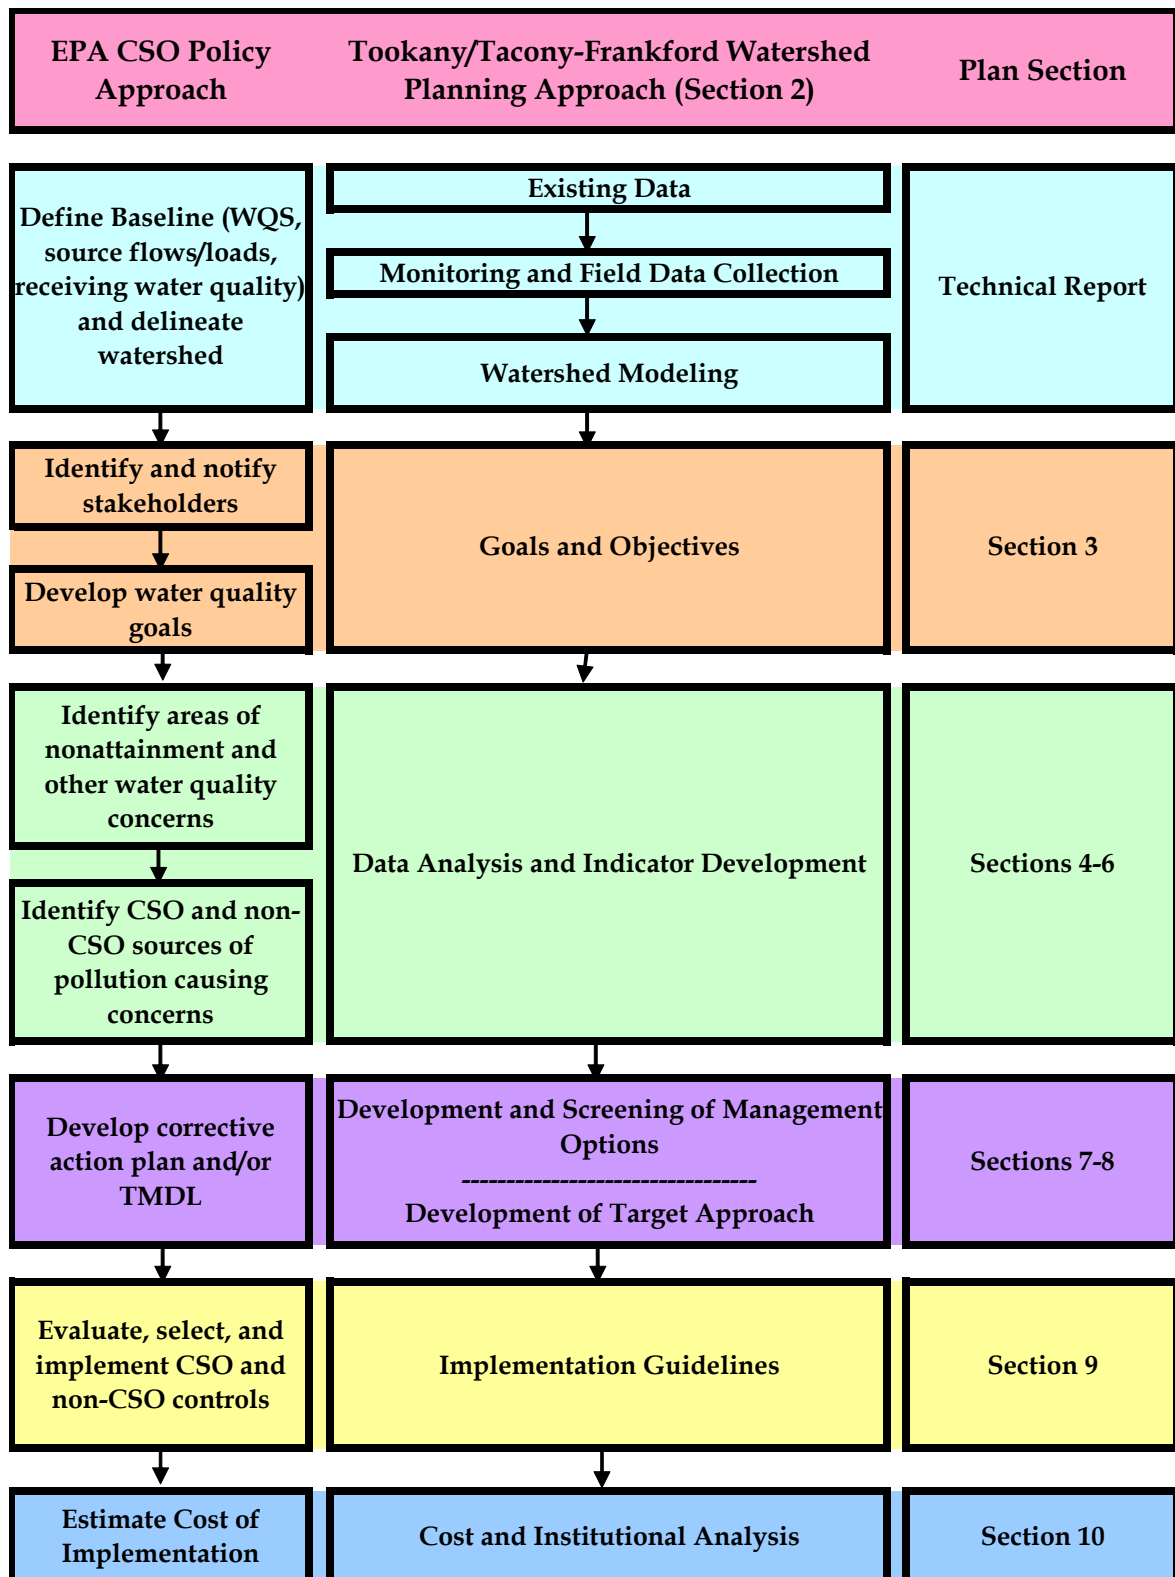 EPA CSO Policy
Approach
Tookany/Tacony-Frankford Watershed
Planning Approach (Section 2)
Plan Section
Define Baseline (WQS,
source flows/loads,
receiving water quality)
and delineate
watershed
Existing Data
Monitoring and Field Data Collection
Watershed Modeling
Technical Report
Identify and notify
stakeholders
Develop water quality
goals
Goals and Objectives
Section 3
Identify areas of
nonattainment and
other water quality
concerns
Identify CSO and non-
CSO sources of
pollution causing
concerns
Data Analysis and Indicator Development
Sections 4-6
Develop corrective
action plan and/or
TMDL
Development and Screening of Management
Options
---------------------------------
Development of Target Approach
Sections 7-8
Evaluate, select, and
implement CSO and
non-CSO controls
Implementation Guidelines
Section 9
Estimate Cost of
Implementation
Cost and Institutional Analysis
Section 10